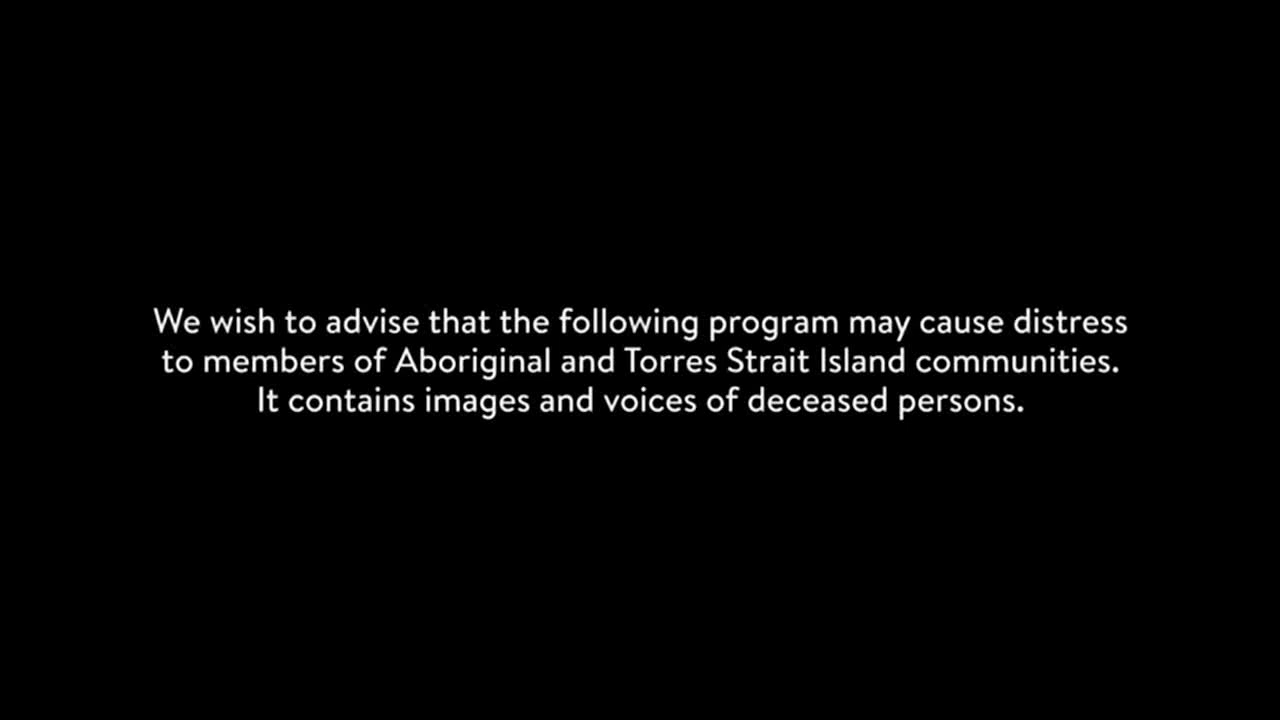 We wish to advise that the following program may cause distress
to members of Aboriginal and Torres Strait Island communities.
It contains images and voices of deceased persons.